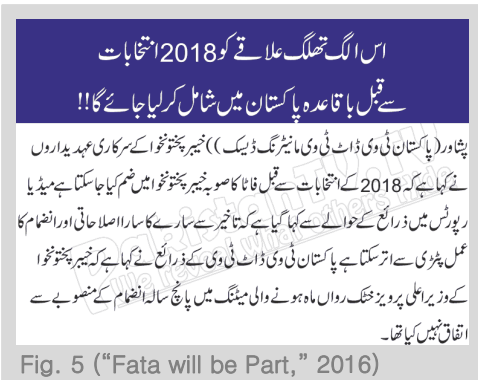 اس الگ تھلگ علاقے کو 2018 انتخابات
سے قبل باقاعدہ پاکستان میں شامل کر لیا جائے گا!!
پشاور (پاکستان ٹی وی ڈاٹ ٹی وی مانیٹرنگ ڈیسک)) خیبر پختونخوا کے سرکاری عہدیداروں
نے کہا ہے کہ 2018 کے انتخابات سے قبل فاٹا کا صوبہ خیبر پختونخوا میں ضم کیا جا سکتا ہے میڈیا
رپورٹس میں ذرائع کے حوالے سے کہا گیا ہے کہ تاخیر سے سارے کا سارا اصلاحاتی اور انضمام کا
عمل پٹڑی سے اتر سکتا ہے پاکستان ٹی وی ڈاٹ ٹی وی کے ذرائع نے کہا ہے کہ خیبر پختونخوا
کے وزیر اعلی پرویز خٹک رواں ماہ ہونے والی میٹنگ میں پانچ سالہ انضمام کے منصوبے سے
اتفاق نہیں کیا تھا۔
Fig. 5 (“Fata will be Part,” 2016)